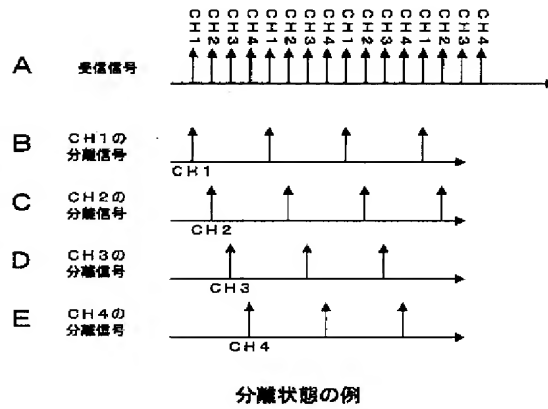 CH1 CH2 CH3 CH4 CH1 CH2 CH3 CH4 CH1 CH2 CH3 CH4 CH1 CH2 CH3 CH4
A 受信信号
B CH1の
分離信号
CH1
C CH2の
分離信号
CH2
D CH3の
分離信号
CH3
E CH4の
分離信号
CH4
分離状態の例